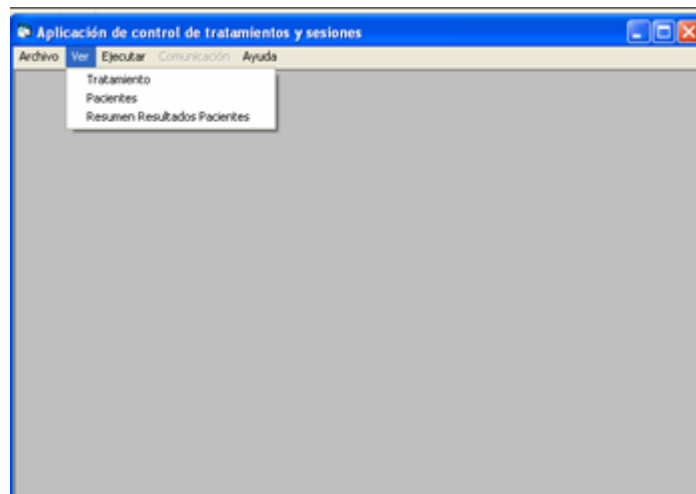 Aplicación de control de tratamientos y sesiones
Archivo Ver Ejecutar Comunicación Ayuda
Tratamiento
Pacientes
Resumen Resultados Pacientes